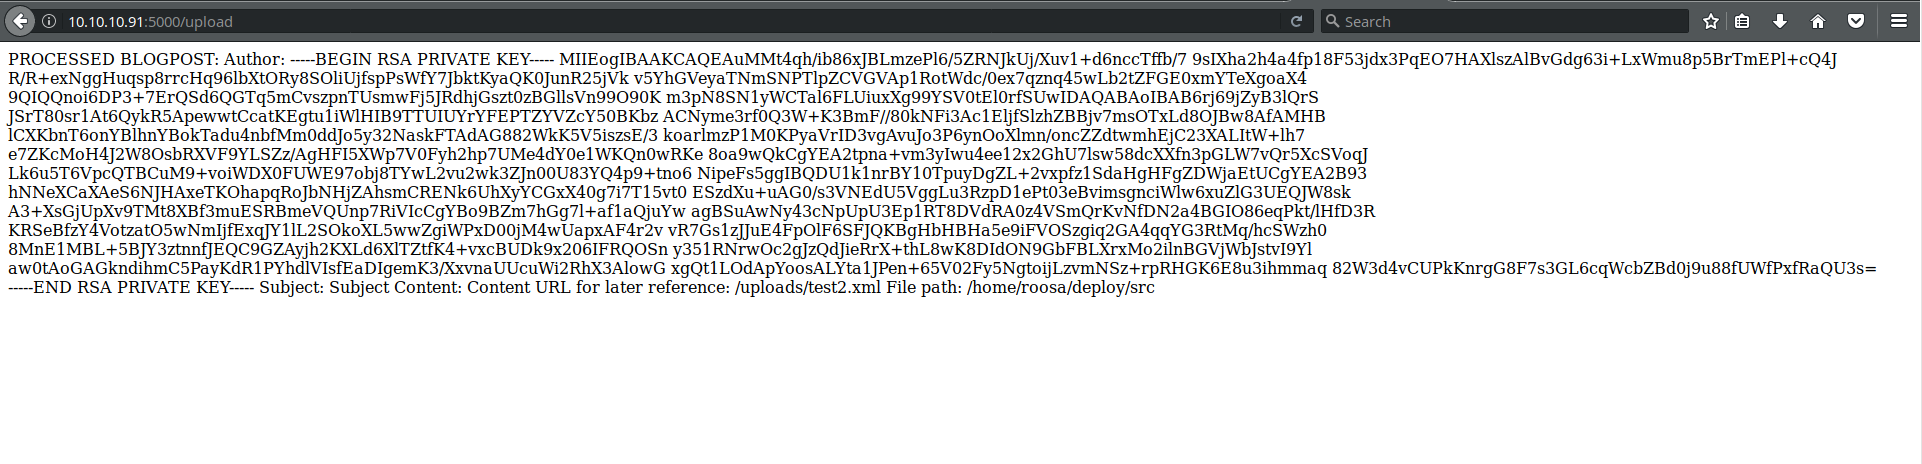 10.10.10.91:5000/upload
Search
PROCESSED BLOGPOST: Author: -----BEGIN RSA PRIVATE KEY----- MIIEogIBAAKCAQEAuMMt4qh/ib86xJBLmzePl6/5ZRNJkUj/Xuv1+d6nccTffb/7 9sIXha2h4a4fp18F53jdx3PqEO7HAXlszAlBvGdg63i+LxWmu8p5BrTmEPl+cQ4J
R/R+exNggHuqsp8rrcHq96lbXtORy8SOliUjfspPsWfY7JbktKyaQK0JunR25jVk v5YhGVeyaTNmSNPTlpZCVGVAp1RotWdc/0ex7qznq45wLb2tZFGE0xmYTeXgoaX4
9QIQQnoi6DP3+7ErQSd6QGTq5mCvszpnTUsmwFj5JRdhjGszt0zBGllsVn99O90K m3pN8SN1yWCTal6FLUiuxXg99YSV0tEl0rfSUwIDAQABAoIBAB6rj69jZyB3lQrS
JSrT80sr1At6QykR5ApewwtCcatKEgtu1iWlHIB9TTUIUYrYFEPTZYVZcY50BKbz ACNyme3rf0Q3W+K3BmF//80kNFi3Ac1EljfSlzhZBBjv7msOTxLd8OJBw8AfAMHB
lCXKbnT6onYBlhnYBokTadu4nbfMm0ddJo5y32NaskFTAdAG882WkK5V5iszsE/3 koarlmzP1M0KPyaVrID3vgAvuJo3P6ynOoXlmn/oncZZdtwmhEjC23XALItW+lh7
e7ZKcMoH4J2W8OsbRXVF9YLSZz/AgHFI5XWp7V0Fyh2hp7UMe4dY0e1WKQn0wRKe 8oa9wQkCgYEA2tpna+vm3yIwu4ee12x2GhU7lsw58dcXXfn3pGLW7vQr5XcSVoqJ
Lk6u5T6VpcQTBCuM9+voiWDX0FUWE97obj8TYwL2vu2wk3ZJn00U83YQ4p9+tno6 NipeFs5ggIBQDU1k1nrBY10TpuyDgZL+2vxpfz1SdaHgHFgZDWjaEtUCgYEA2B93
hNNeXCaXAeS6NJHAxeTKOhapqRoJbNHjZAhsmCRENk6UhXyYCGxX40g7i7T15vt0 ESzdXu+uAG0/s3VNEdU5VggLu3RzpD1ePt03eBvimsgnciWlw6xuZlG3UEQJW8sk
A3+XsGjUpXv9TMt8XBf3muESRBmeVQUnp7RiVIcCgYBo9BZm7hGg7l+af1aQjuYw agBSuAwNy43cNpUpU3Ep1RT8DVdRA0z4VSmQrKvNfDN2a4BGIO86eqPkt/lHfD3R
KRSeBfzY4VotzatO5wNmIjfExqJY1lL2SOkoXL5wwZgiWPxD00jM4wUapxAF4r2v vR7Gs1zJJuE4FpOlF6SFJQKBgHbHBHa5e9iFVOSzgiq2GA4qqYG3RtMq/hcSWzh0
8MnE1MBL+5BJY3ztnnfJEQC9GZAyjh2KXLd6XlTZtfK4+vxcBUDk9x206IFRQOSn y351RNrwOc2gJzQdJieRrX+thL8wK8DIdON9GbFBLXrxMo2ilnBGVjWbJstvI9Yl
aw0tAoGAGkndihmC5PayKdR1PYhdlVIsfEaDIgemK3/XxvnaUUcuWi2RhX3AlowG xgQt1LOdApYoosALYta1JPen+65V02Fy5NgtoijLzvmNSz+rpRHGK6E8u3ihmmaq 82W3d4vCUPkKnrgG8F7s3GL6cqWcbZBd0j9u88fUWfPxfRaQU3s=
-----END RSA PRIVATE KEY----- Subject: Subject Content: Content URL for later reference: /uploads/test2.xml File path: /home/roosa/deploy/src